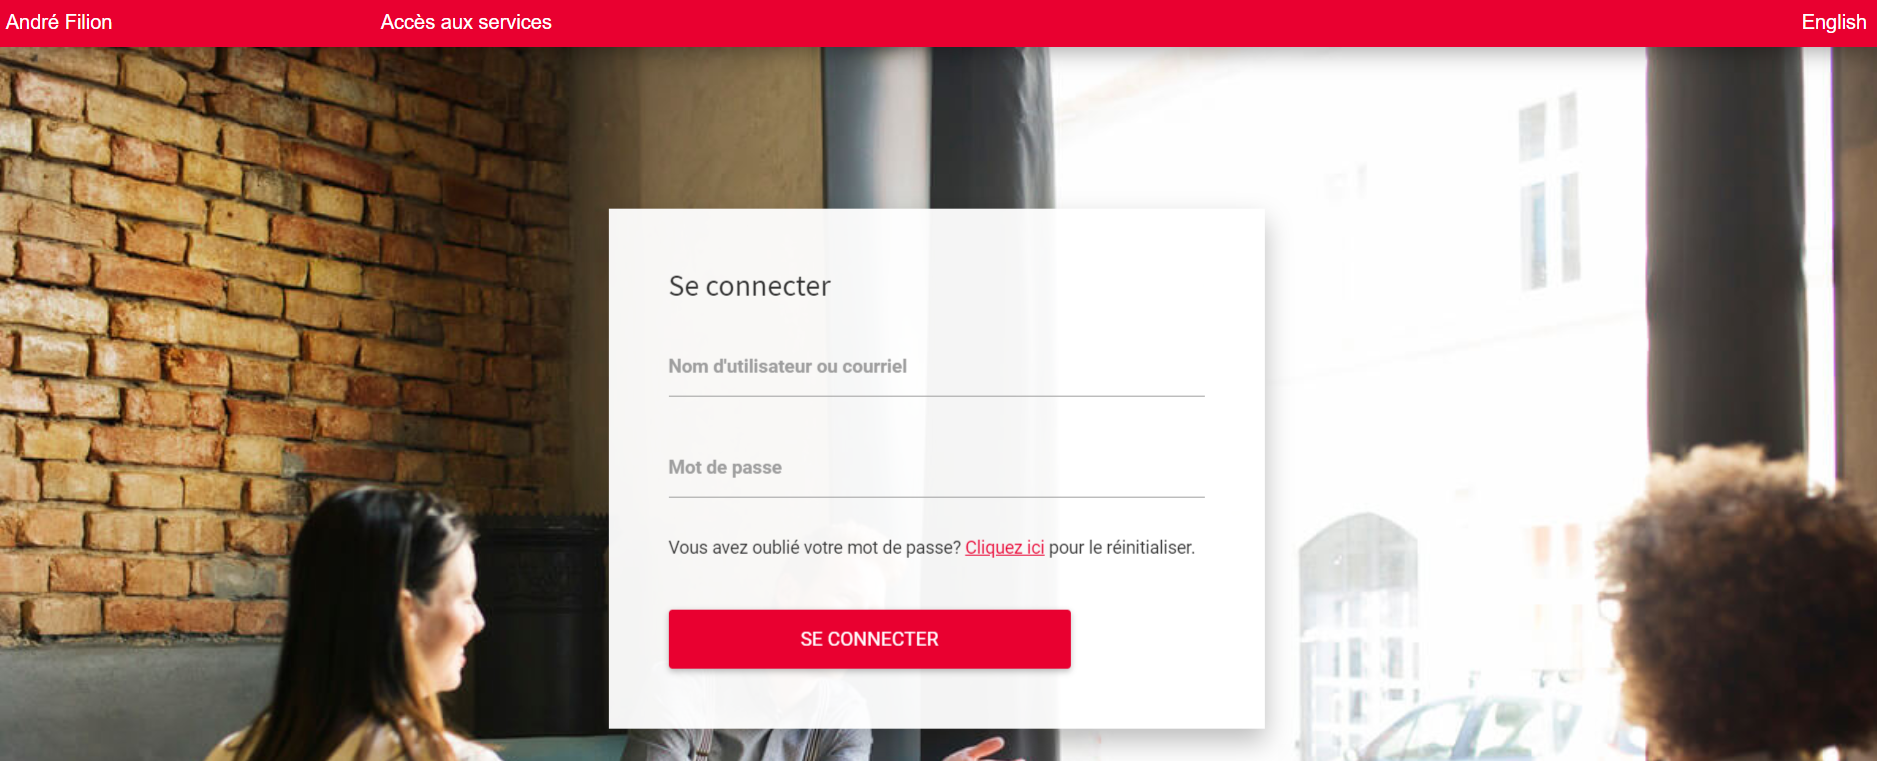 André Filion
Accès aux services
English
Se connecter
Nom d'utilisateur ou courriel
Mot de passe
Vous avez oublié votre mot de passe? Cliquez ici pour le réinitialiser.
SE CONNECTER